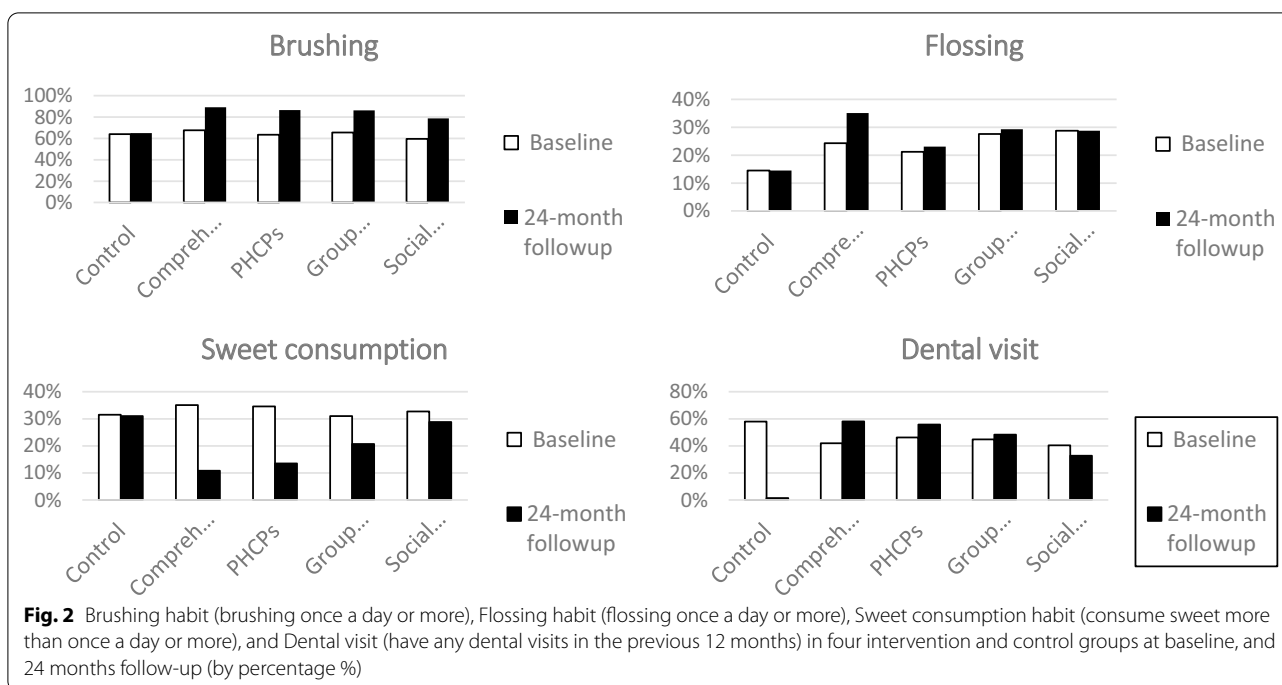 Brushing
100%
80%
60%
40%
20%
0%
Control
Compreh...
PHCPs
Group...
Social...
Baseline
24-month
followup
Flossing
40%
30%
20%
10%
0%
Control
Compre...
PHCPs
Group...
Social...
Baseline
24-month
followup
Sweet consumption
40%
30%
20%
10%
0%
Control
Compreh...
PHCPs
Group...
Social...
Baseline
24-month
followup
Dental visit
80%
60%
40%
20%
0%
Control
Compreh...
PHCPs
Group...
Social...
Baseline
24-month
followup
Fig. 2 Brushing habit (brushing once a day or more), Flossing habit (flossing once a day or more), Sweet consumption habit (consume sweet more
than once a day or more), and Dental visit (have any dental visits in the previous 12 months) in four intervention and control groups at baseline, and
24 months follow-up (by percentage %)